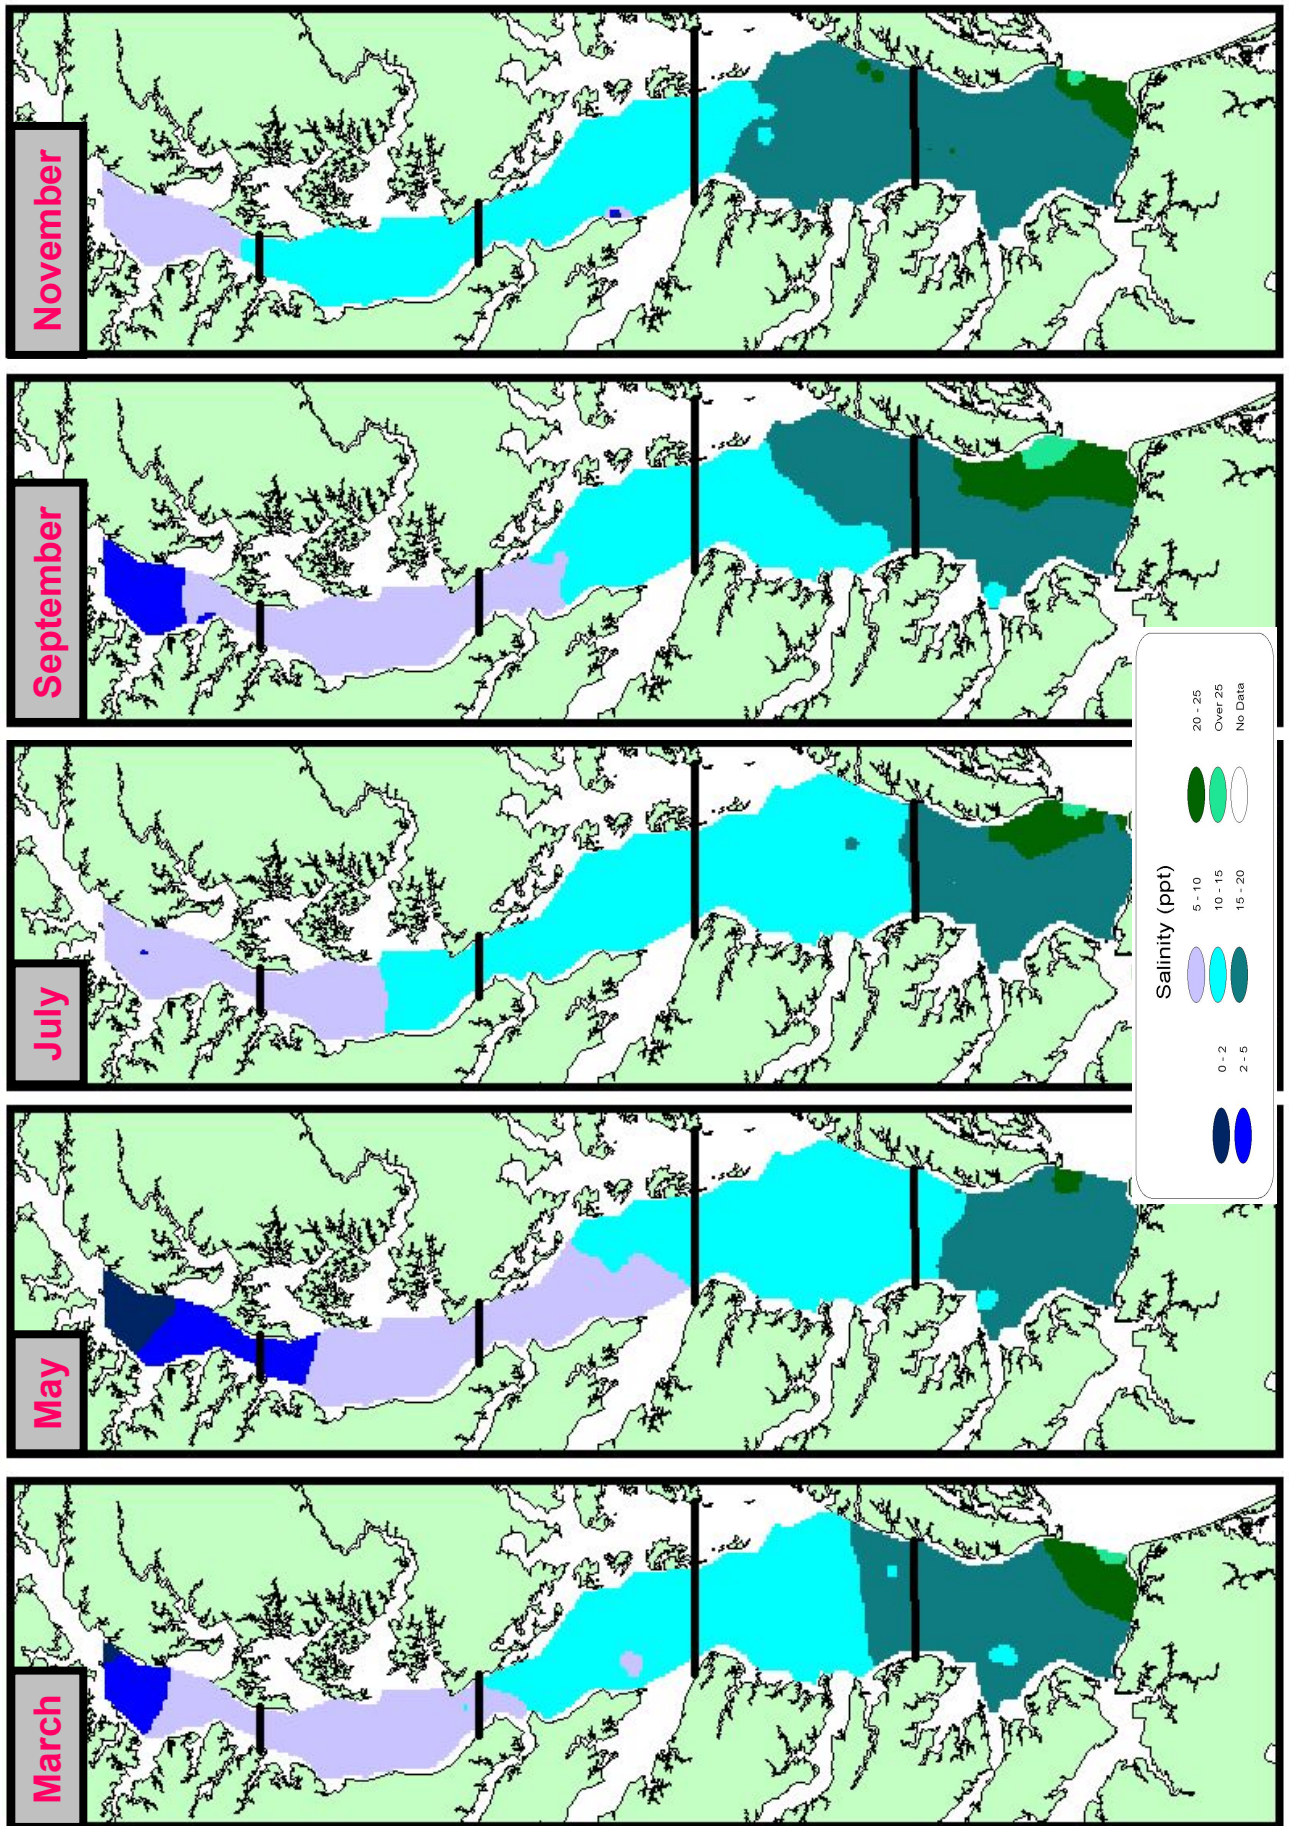 November
September
July
May
March
Salinity (ppt)
0 - 2
2 - 5
5 - 10
10 - 15
15 - 20
20 - 25
Over 25
No Data